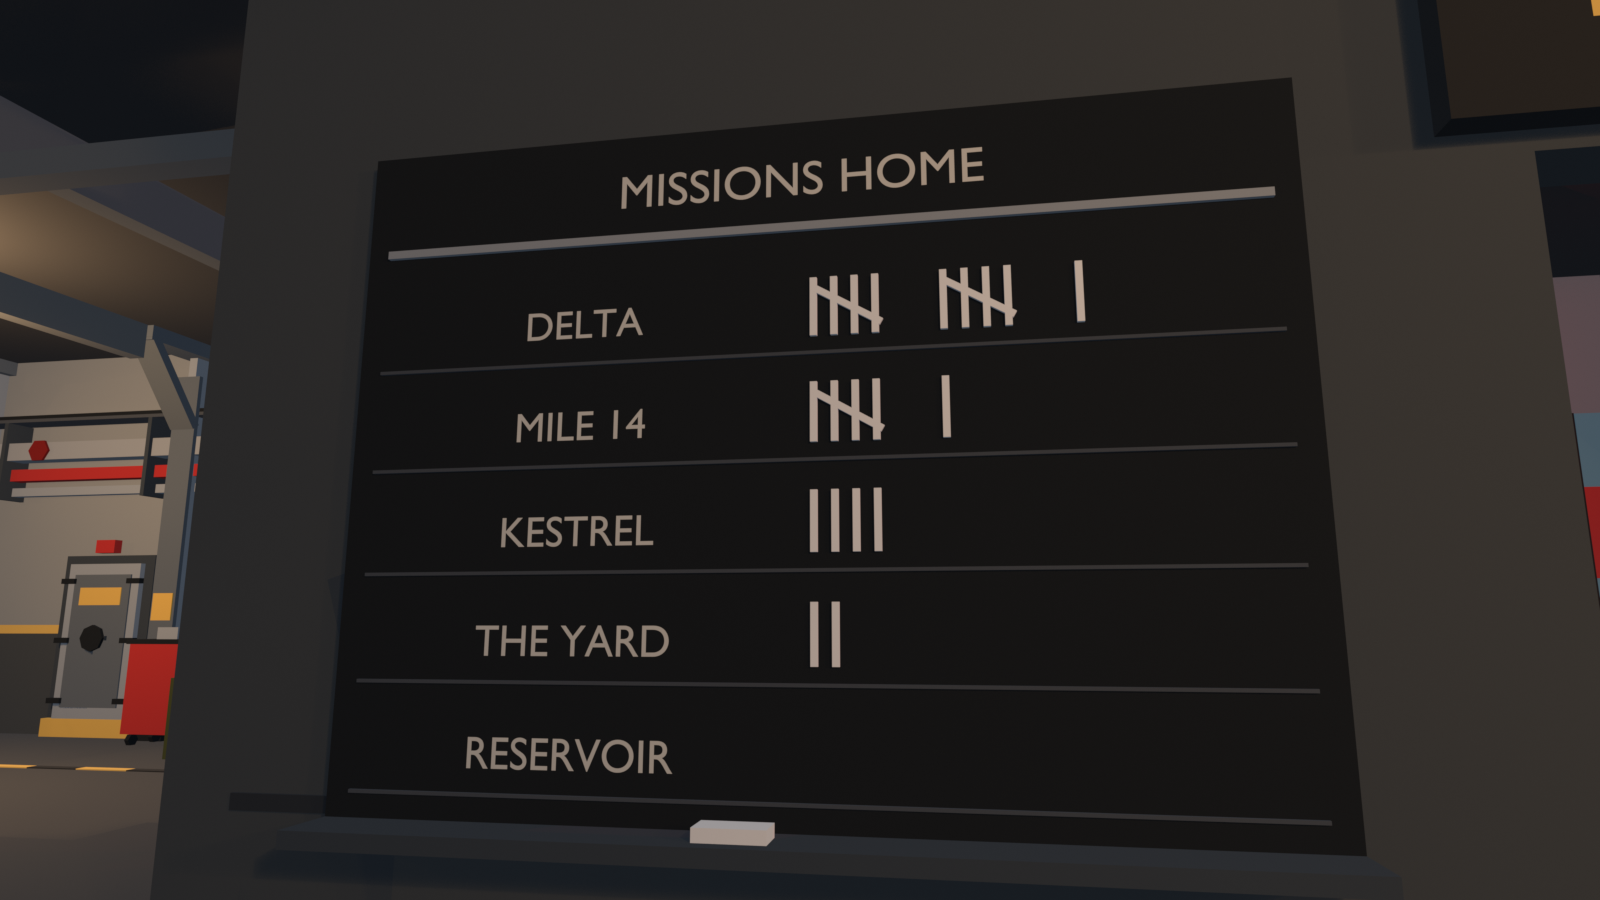 MISSIONS HOME
DELTA
MILE 14
KESTREL
THE YARD
RESERVOIR